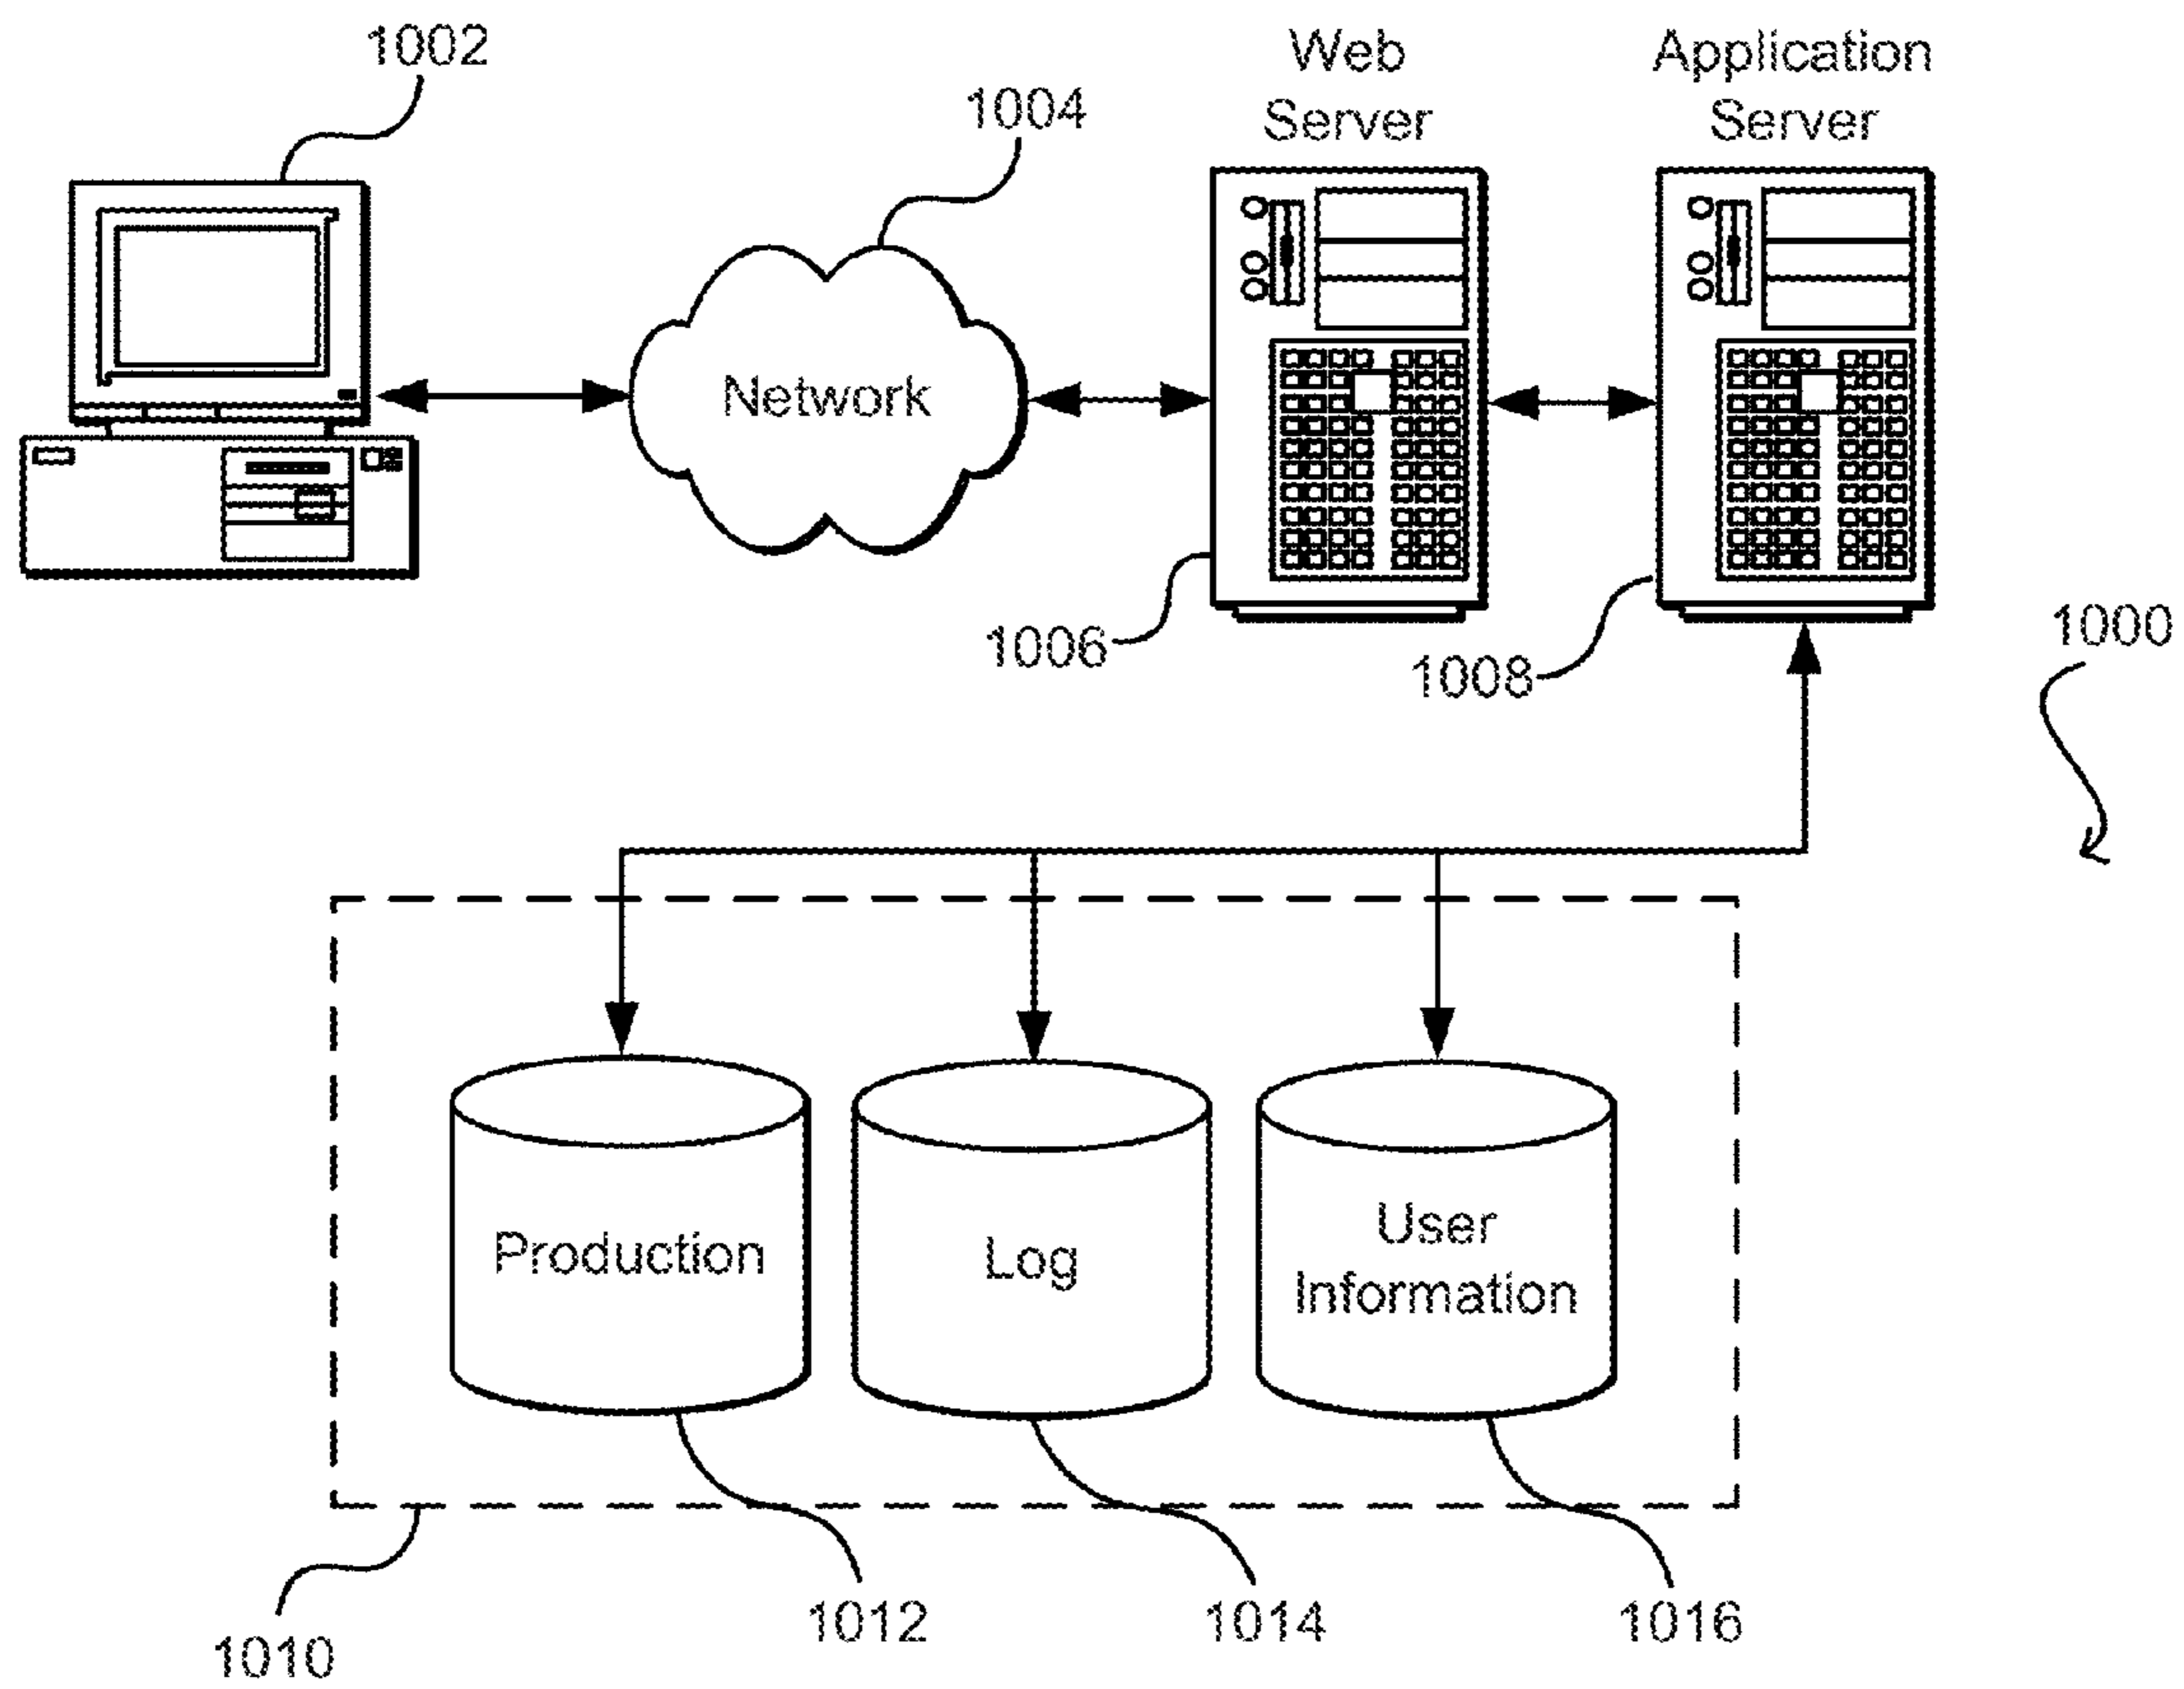 1002
1004
Web
Server
Application
Server
Network
1006
1008
1000
Production
Log
User
Information
1010
1012
1014
1016